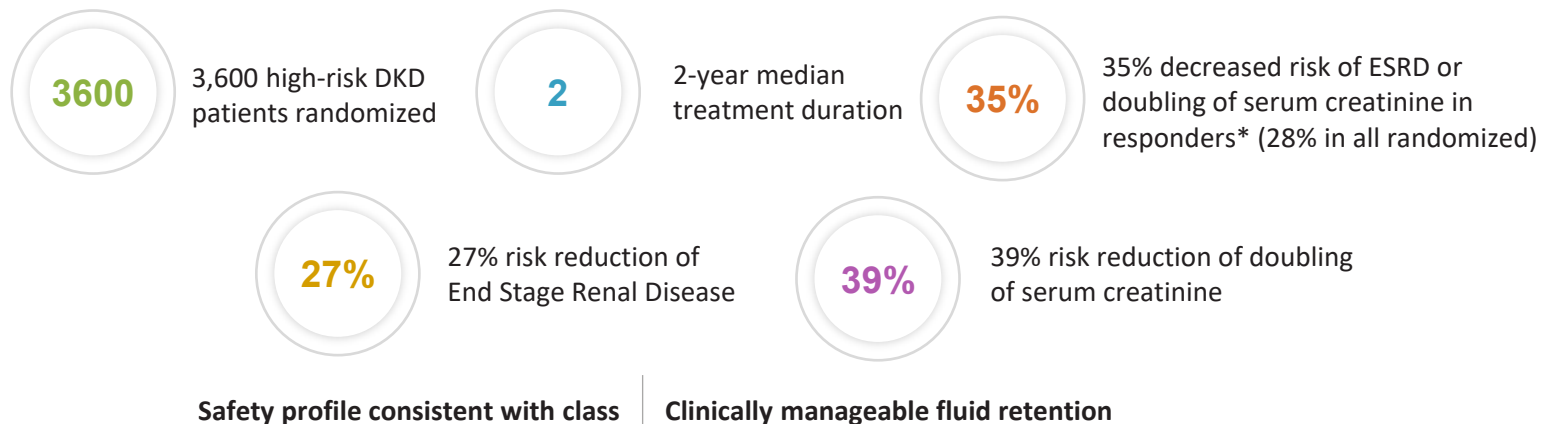 3600
3,600 high-risk DKD
patients randomized
2
2-year median
treatment duration
35%
35% decreased risk of ESRD or
doubling of serum creatinine in
responders* (28% in all randomized)
27%
27% risk reduction of
End Stage Renal Disease
39%
39% risk reduction of doubling
of serum creatinine
Safety profile consistent with class
Clinically manageable fluid retention